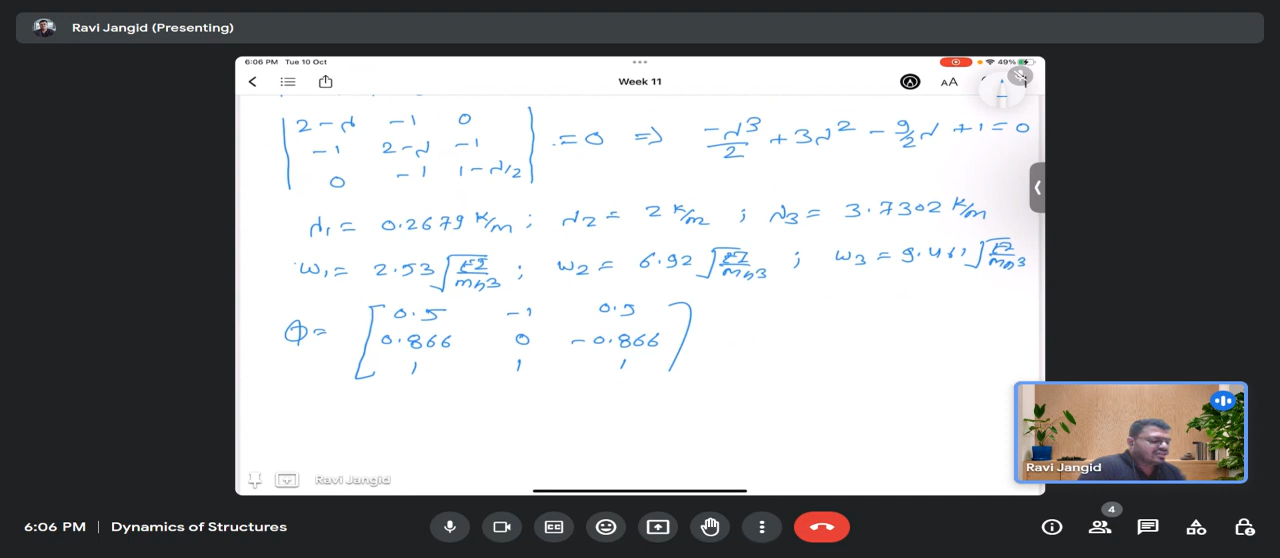 Ravi Jangid (Presenting)
6:06 PM Tue 10 Oct
49%
Week 11
AA
| 2-λ -1 0 |
| -1 2-λ -1 | = 0 ⇒ -λ³/2 + 3λ² - 9/2 λ + 1 = 0
| 0 -1 1-λ/2 |
λ₁ = 0.2679 K/m ; λ₂ = 2 K/m ; λ₃ = 3.7302 K/m
ω₁ = 2.53 √(EI/mh³) ; ω₂ = 6.92 √(EI/mh³) ; ω₃ = 9.461 √(EI/mh³)
Φ = [ 0.5 -1 0.5
0.866 0 -0.866
1 1 1 ]
Ravi Jangid
Ravi Jangid
4
6:06 PM | Dynamics of Structures
CC